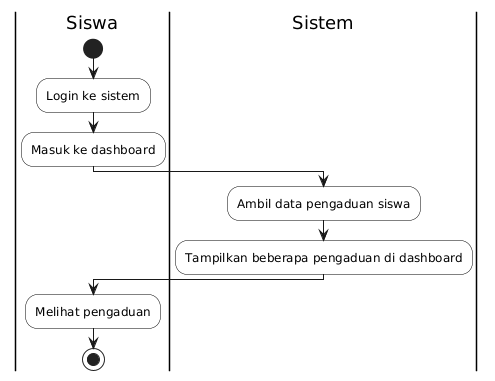 Siswa
Sistem
Login ke sistem
Masuk ke dashboard
Ambil data pengaduan siswa
Tampilkan beberapa pengaduan di dashboard
Melihat pengaduan